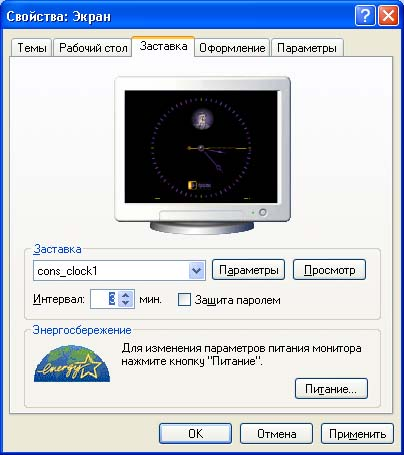 Свойства: Экран
Темы Рабочий стол Заставка Оформление Параметры
Заставка
cons_clock1 Параметры Просмотр
Интервал: 3 мин. Защита паролем
Энергосбережение
energy
Для изменения параметров питания монитора
нажмите кнопку "Питание".
Питание...
OK Отмена Применить